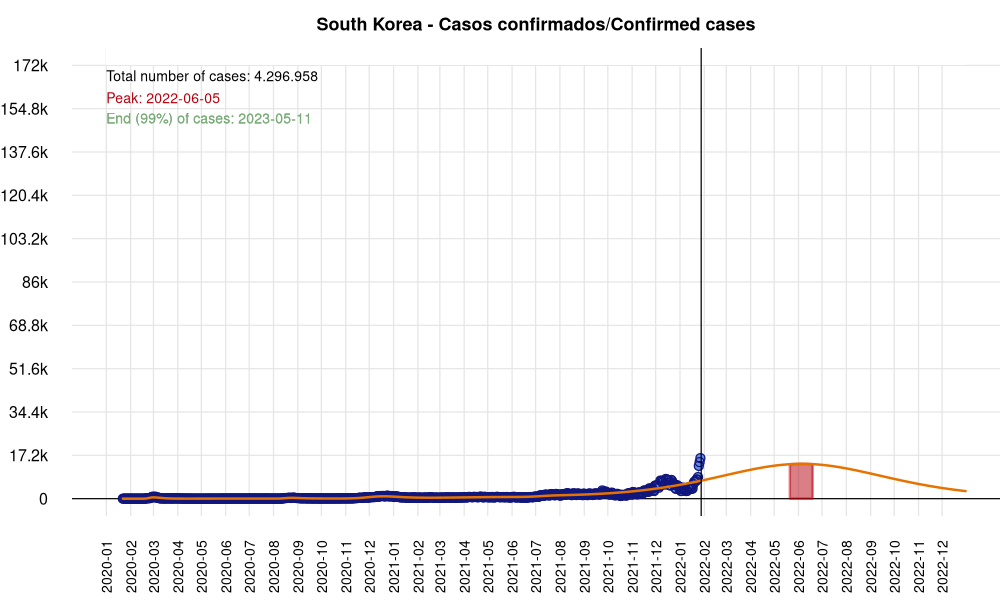 South Korea - Casos confirmados/Confirmed cases
172k
Total number of cases: 4.296.958
Peak: 2022-06-05
154.8k
End (99%) of cases: 2023-05-11
137.6k
120.4k
103.2k
86k
68.8k
51.6k
34.4k
17.2k
0
2020-01
2020-02
2020-03
2020-04
2020-05
2020-06
2020-07
2020-08
2020-09
2020-10
2020-11
2020-12
2021-01
2021-02
2021-03
2021-04
2021-05
2021-06
2021-07
2021-08
2021-09
2021-10
2021-11
2021-12
2022-01
2022-02
2022-03
2022-04
2022-05
2022-06
2022-07
2022-08
2022-09
2022-10
2022-11
2022-12